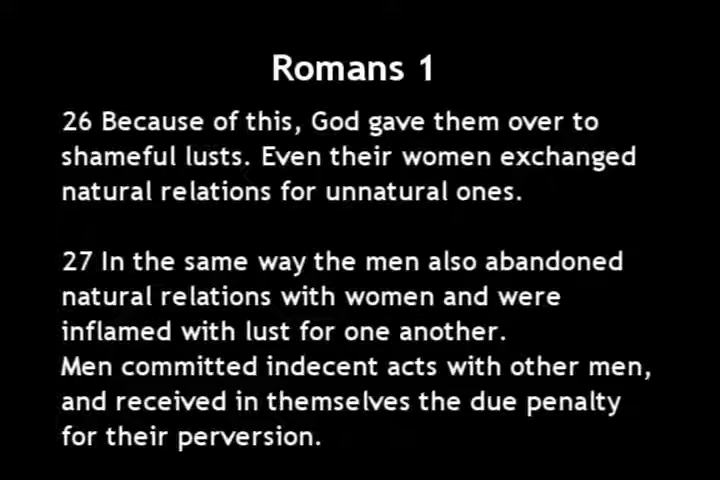 Romans 1
26 Because of this, God gave them over to
shameful lusts. Even their women exchanged
natural relations for unnatural ones.
27 In the same way the men also abandoned
natural relations with women and were
inflamed with lust for one another.
Men committed indecent acts with other men,
and received in themselves the due penalty
for their perversion.